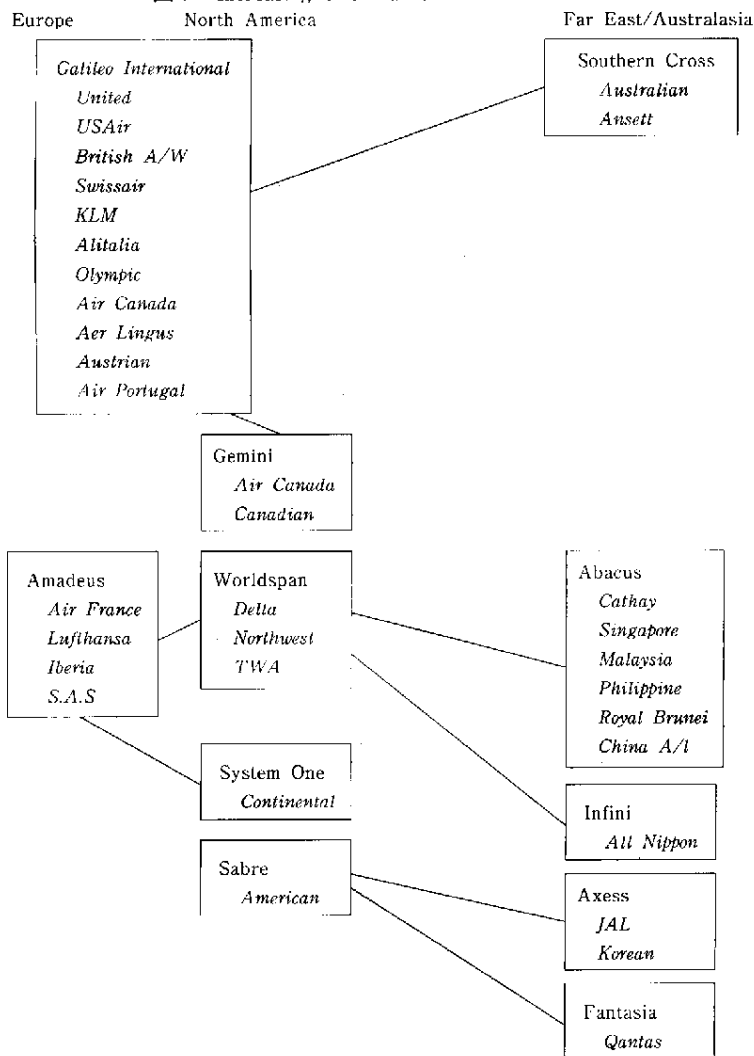 Europe North America Far East/Australasia
Galileo International
United
USAir
British A/W
Swissair
KLM
Alitalia
Olympic
Air Canada
Aer Lingus
Austrian
Air Portugal
Southern Cross
Australian
Ansett
Gemini
Air Canada
Canadian
Amadeus
Air France
Lufthansa
Iberia
S.A.S
Worldspan
Delta
Northwest
TWA
Abacus
Cathay
Singapore
Malaysia
Philippine
Royal Brunei
China A/l
System One
Continental
Infini
All Nippon
Sabre
American
Axess
JAL
Korean
Fantasia
Qantas